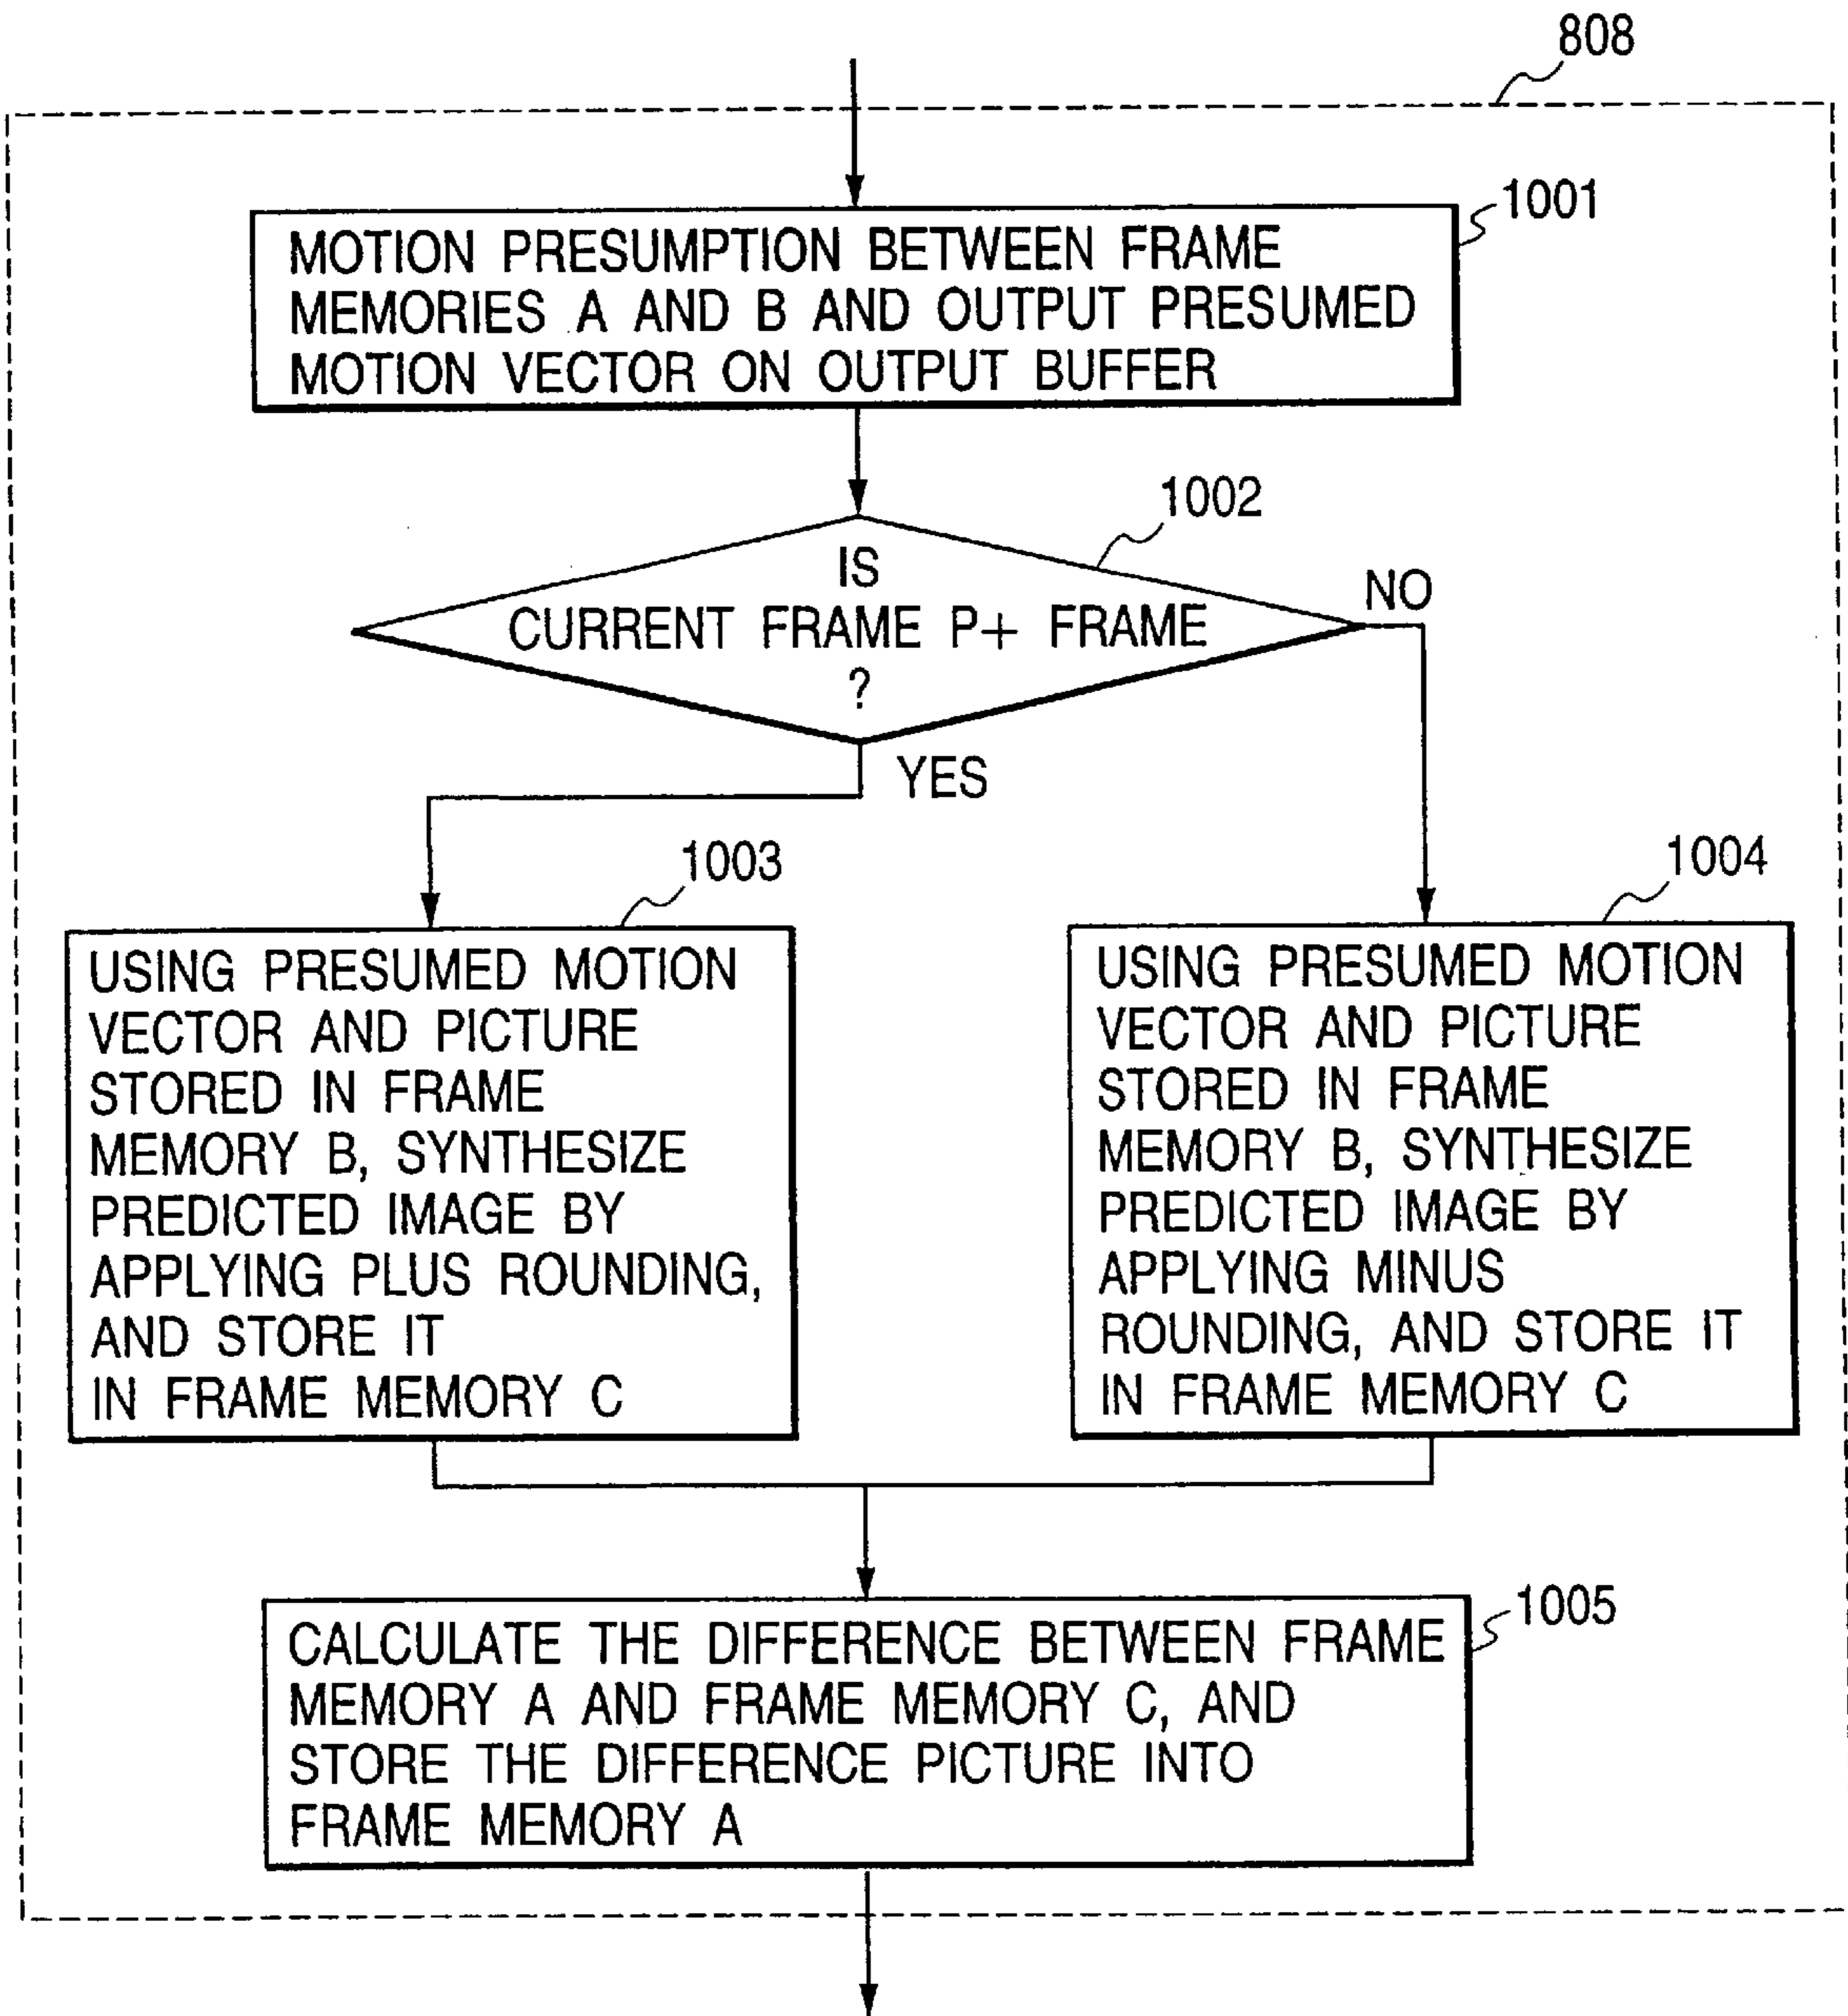 808
1001
MOTION PRESUMPTION BETWEEN FRAME
MEMORIES A AND B AND OUTPUT PRESUMED
MOTION VECTOR ON OUTPUT BUFFER
1002
IS
CURRENT FRAME P+ FRAME
?
NO
YES
1003
USING PRESUMED MOTION
VECTOR AND PICTURE
STORED IN FRAME
MEMORY B, SYNTHESIZE
PREDICTED IMAGE BY
APPLYING PLUS ROUNDING,
AND STORE IT
IN FRAME MEMORY C
1004
USING PRESUMED MOTION
VECTOR AND PICTURE
STORED IN FRAME
MEMORY B, SYNTHESIZE
PREDICTED IMAGE BY
APPLYING MINUS
ROUNDING, AND STORE IT
IN FRAME MEMORY C
1005
CALCULATE THE DIFFERENCE BETWEEN FRAME
MEMORY A AND FRAME MEMORY C, AND
STORE THE DIFFERENCE PICTURE INTO
FRAME MEMORY A